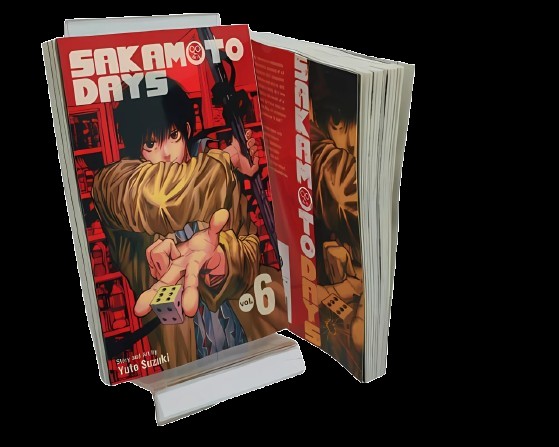 SAKAMOTO
DAYS
vol. 6
Story and Art by
Yuto Suzuki
SAKAMOTO DAYS